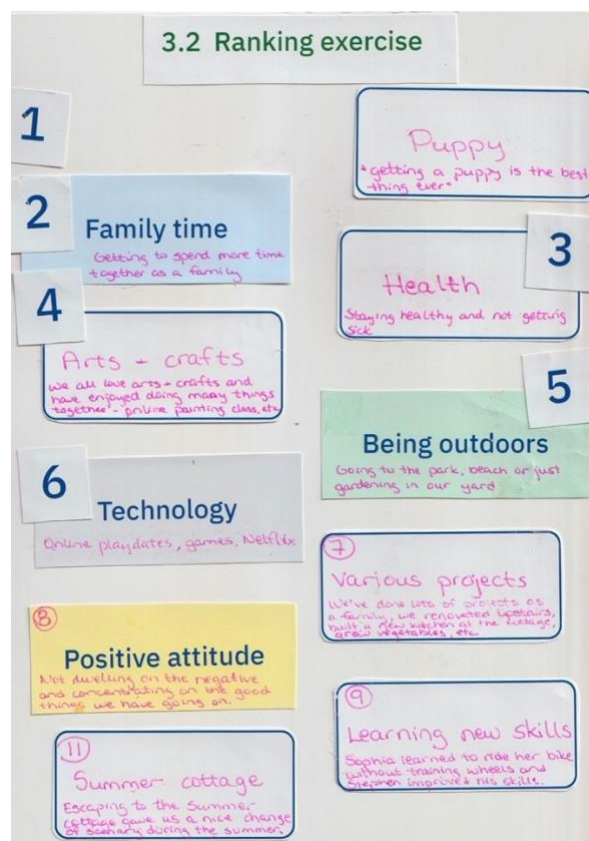 3.2 Ranking exercise
1
Puppy
"getting a puppy is the best
thing ever"
2
Family time
Getting to spend more time
together as a family
3
Health
Staying healthy and not getting
sick
4
Arts + crafts
we all love arts + crafts and
have enjoyed doing many things
together - online painting class, etc
5
Being outdoors
Going to the park, beach or just
gardening in our yard
6
Technology
Online playdates, games, Netflix
7
Various projects
We've done lots of projects as
a family, we renovated upstairs,
built a new kitchen at the cottage,
grew vegetables, etc
8
Positive attitude
Not dwelling on the negative
and concentrating on the good
things we have going on.
9
Learning new skills
Sophia learned to ride her bike
without training wheels and
Stephen improved his skills.
11
Summer cottage
Escaping to the summer
cottage gave us a nice change
of scenary during the summer.